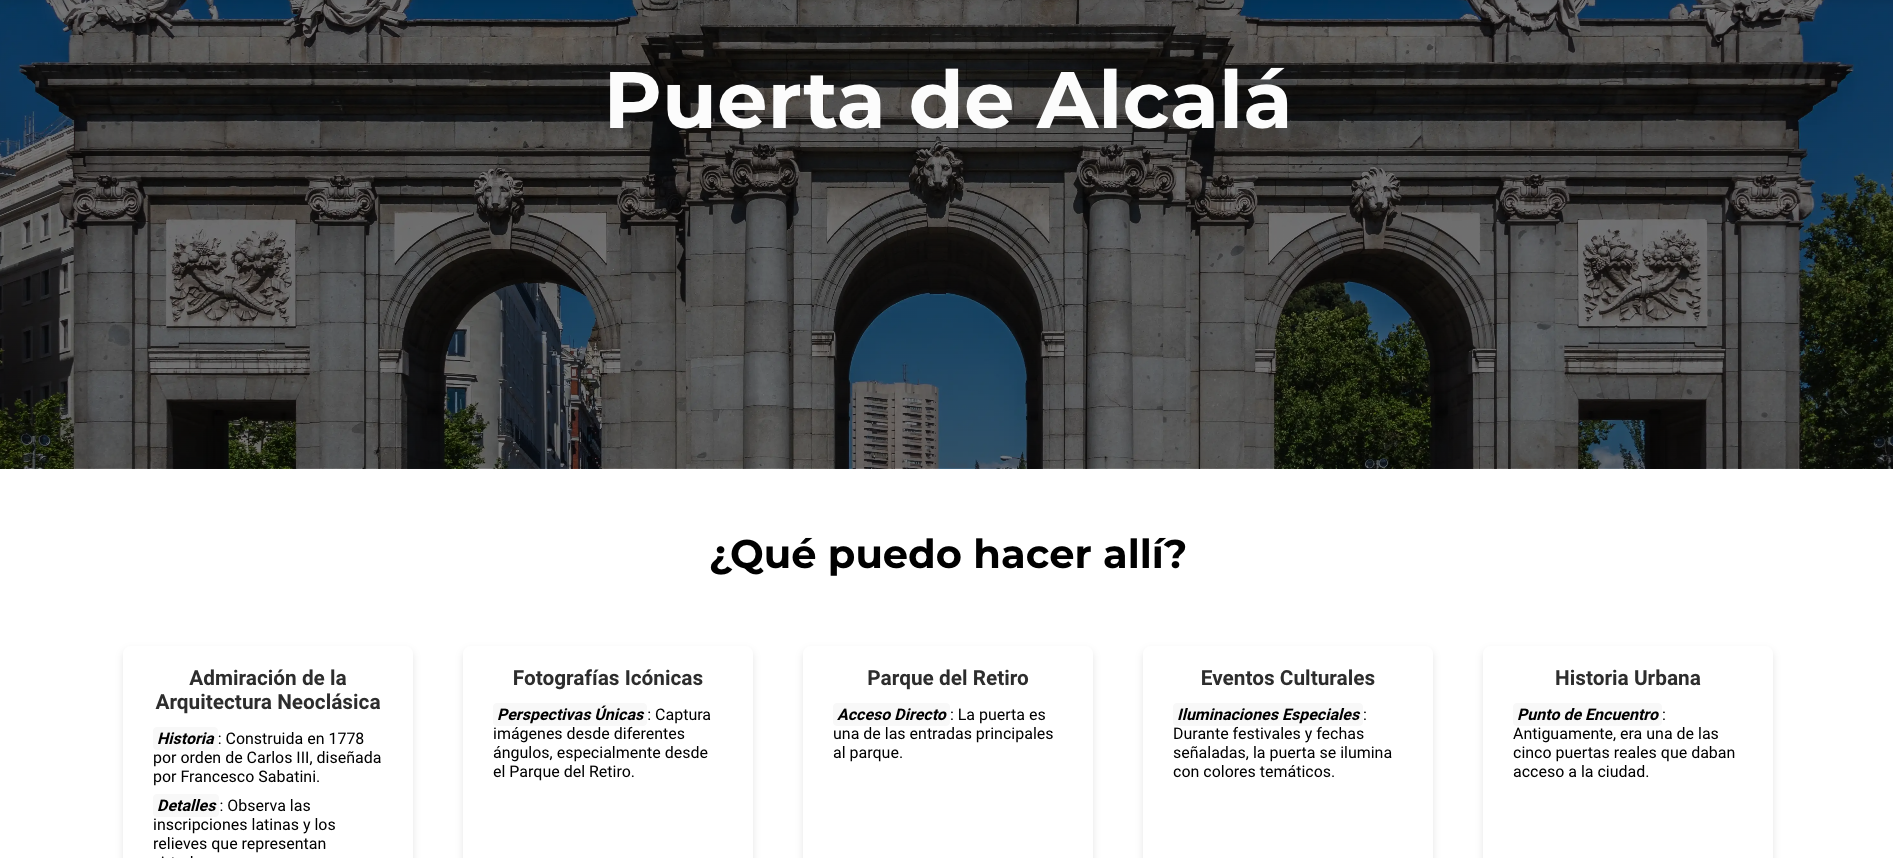 Puerta de Alcalá
¿Qué puedo hacer allí?
Admiración de la
Arquitectura Neoclásica
Historia : Construida en 1778
por orden de Carlos III, diseñada
por Francesco Sabatini.
Detalles : Observa las
inscripciones latinas y los
relieves que representan
Fotografías Icónicas
Perspectivas Únicas : Captura
imágenes desde diferentes
ángulos, especialmente desde
el Parque del Retiro.
Parque del Retiro
Acceso Directo : La puerta es
una de las entradas principales
al parque.
Eventos Culturales
Iluminaciones Especiales :
Durante festivales y fechas
señaladas, la puerta se ilumina
con colores temáticos.
Historia Urbana
Punto de Encuentro :
Antiguamente, era una de las
cinco puertas reales que daban
acceso a la ciudad.